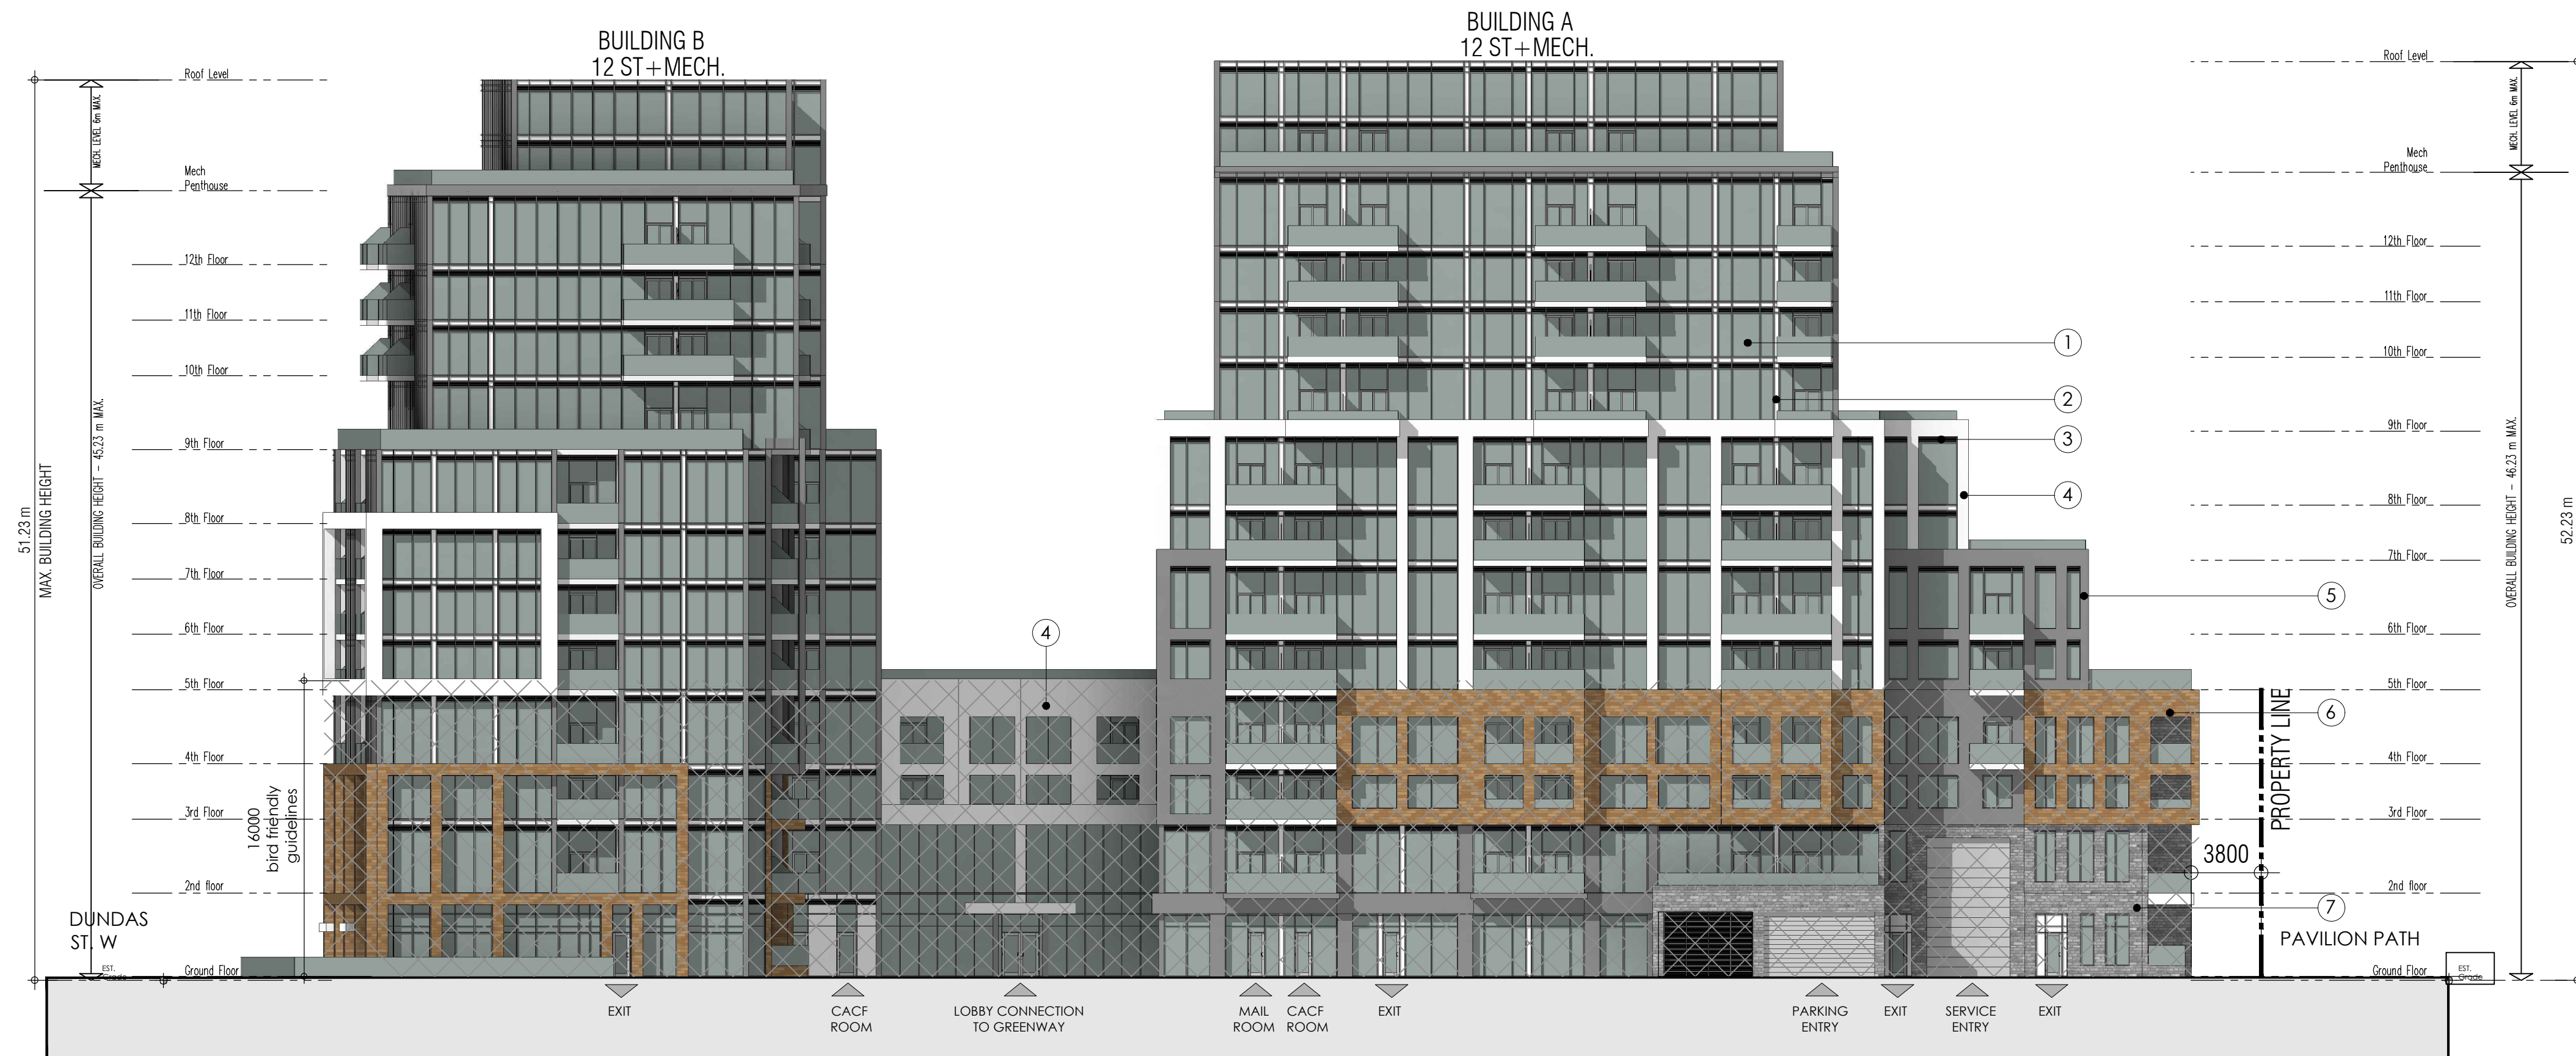 BUILDING B
12 ST+MECH.
BUILDING A
12 ST+MECH.
Roof Level
Mech
Penthouse
12th Floor
11th Floor
10th Floor
9th Floor
8th Floor
7th Floor
6th Floor
5th Floor
4th Floor
3rd Floor
2nd floor
Ground Floor
MECH. LEVEL 6m MAX.
OVERALL BUILDING HEIGHT - 45.23 m MAX.
51.23 m
MAX. BUILDING HEIGHT
16000
bird friendly
guidelines
DUNDAS
ST. W
EST.
Grade
4
1
2
3
4
5
6
7
Roof Level
Mech
Penthouse
12th Floor
11th Floor
10th Floor
9th Floor
8th Floor
7th Floor
6th Floor
5th Floor
4th Floor
3rd Floor
2nd floor
Ground Floor
MECH. LEVEL 6m MAX.
OVERALL BUILDING HEIGHT - 46.23 m MAX.
52.23 m
PROPERTY LINE
3800
PAVILION PATH
EST.
Grade
EXIT
CACF
ROOM
LOBBY CONNECTION
TO GREENWAY
MAIL
ROOM
CACF
ROOM
EXIT
PARKING
ENTRY
EXIT
SERVICE
ENTRY
EXIT